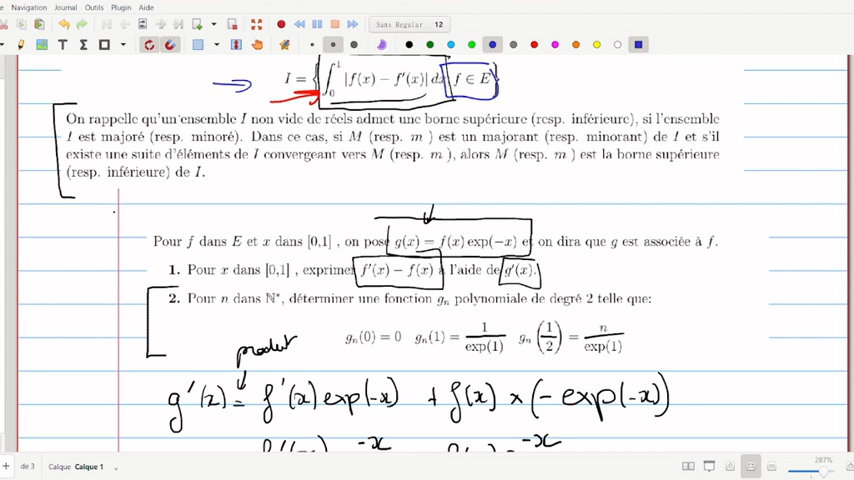 Navigation Journal Outils Plugin Aide
Sans Regular 12
I = { ∫₀¹ |f(x) − f′(x)| dx, f ∈ E }
On rappelle qu'un ensemble I non vide de réels admet une borne supérieure (resp. inférieure), si l'ensemble
I est majoré (resp. minoré). Dans ce cas, si M (resp. m ) est un majorant (resp. minorant) de I et s'il
existe une suite d'éléments de I convergeant vers M (resp. m ), alors M (resp. m ) est la borne supérieure
(resp. inférieure) de I.
Pour f dans E et x dans [0,1] , on pose g(x) = f(x) exp(−x) et on dira que g est associée à f.
1. Pour x dans [0,1] , exprimer f′(x) − f(x) à l'aide de g′(x).
2. Pour n dans ℕ*, déterminer une fonction gₙ polynomiale de degré 2 telle que:
gₙ(0) = 0 gₙ(1) = 1/exp(1) gₙ(1/2) = n/exp(1)
produit
g′(x) = f′(x) exp(-x) + f(x) × (- exp(-x))
de 3 Calque Calque 1 287%